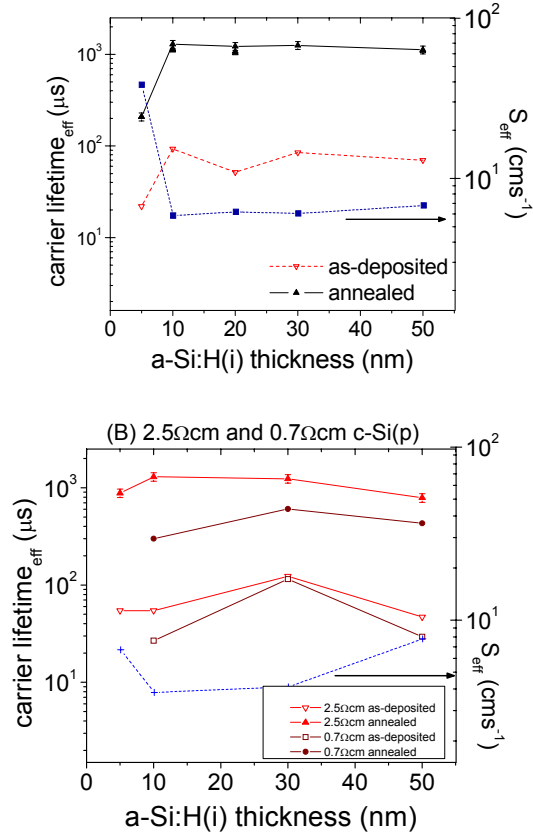 10²
10³
carrier lifetime_eff (μs)
10²
10¹
S_eff (cms⁻¹)
10¹
as-deposited
annealed
0 10 20 30 40 50
a-Si:H(i) thickness (nm)
(B) 2.5Ωcm and 0.7Ωcm c-Si(p)
10²
10³
carrier lifetime_eff (μs)
10²
10¹
S_eff (cms⁻¹)
10¹
2.5Ωcm as-deposited
2.5Ωcm annealed
0.7Ωcm as-deposited
0.7Ωcm annealed
0 10 20 30 40 50
a-Si:H(i) thickness (nm)